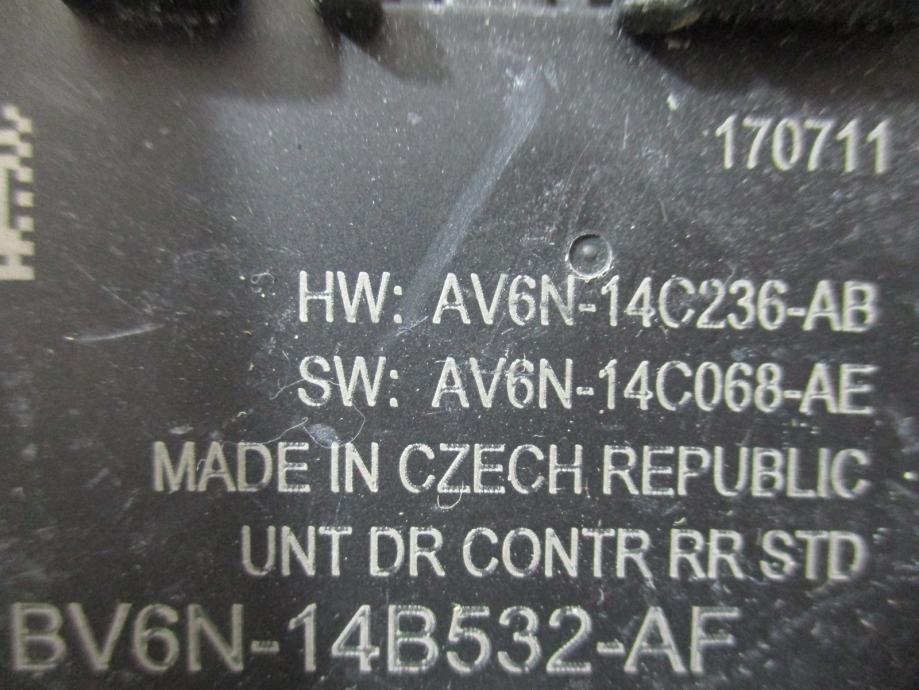 170711
HW: AV6N-14C236-AB
SW: AV6N-14C068-AE
MADE IN CZECH REPUBLIC
UNT DR CONTR RR STD
BV6N-14B532-AF